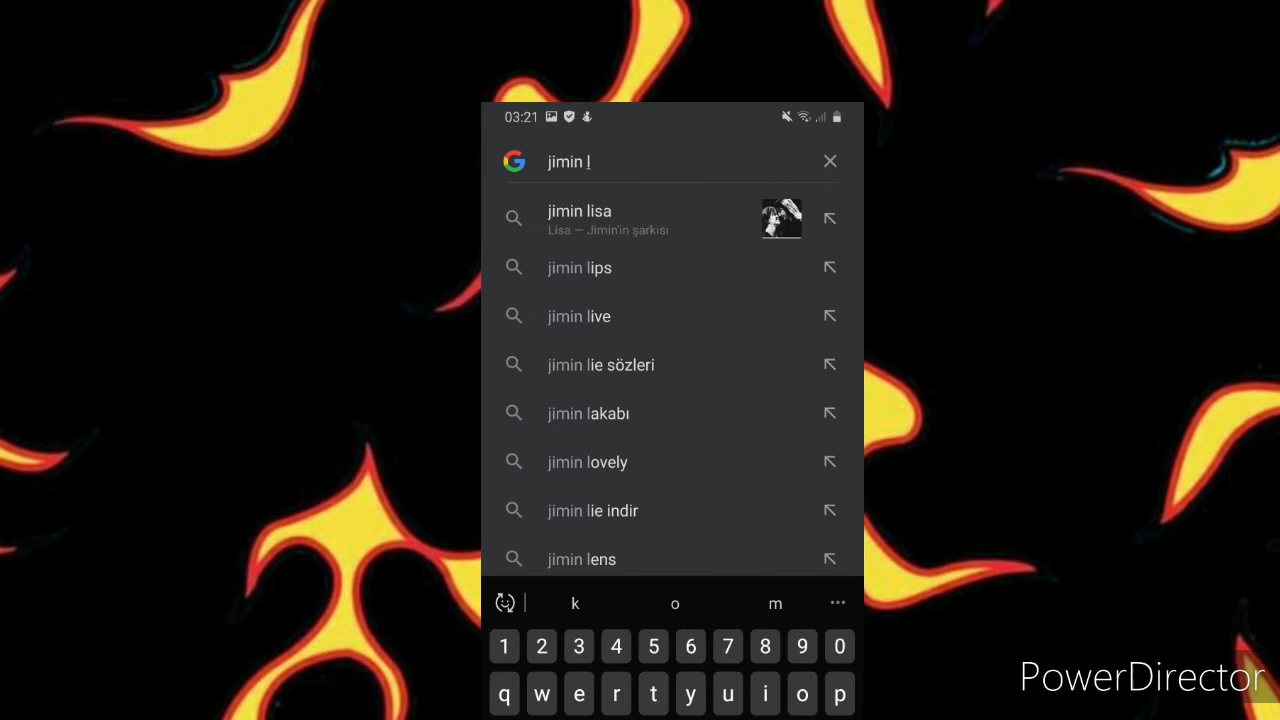 03:21
jimin l
jimin lisa
Lisa — Jimin'in şarkısı
jimin lips
jimin live
jimin lie sözleri
jimin lakabı
jimin lovely
jimin lie indir
jimin lens
k o m
1 2 3 4 5 6 7 8 9 0
q w e r t y u i o p
PowerDirector